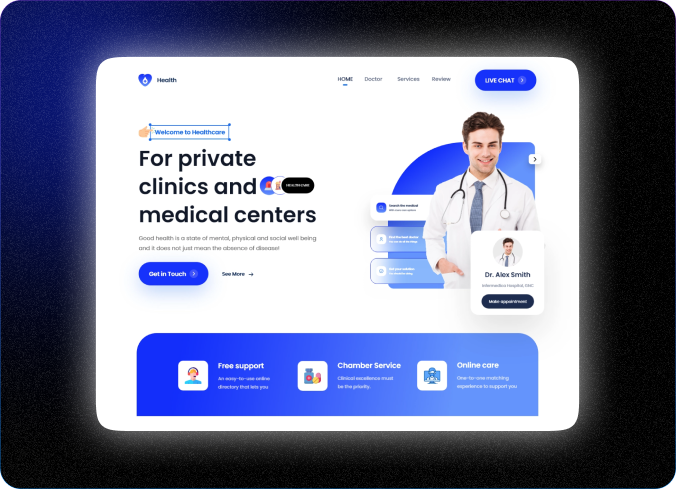 Health
HOME Doctor Services Review
LIVE CHAT
Welcome to Healthcare
For private
clinics and
HEALTHCARE
medical centers
Good health is a state of mental, physical and social well being
and it does not just mean the absence of disease!
Get in Touch
See More
Search the medical
Dr. Alex Smith
Make appointment
Free support
An easy-to-use online
directory that lets you
Chamber Service
Clinical excellence must
be the priority.
Online care
One-to-one matching
experience to support you